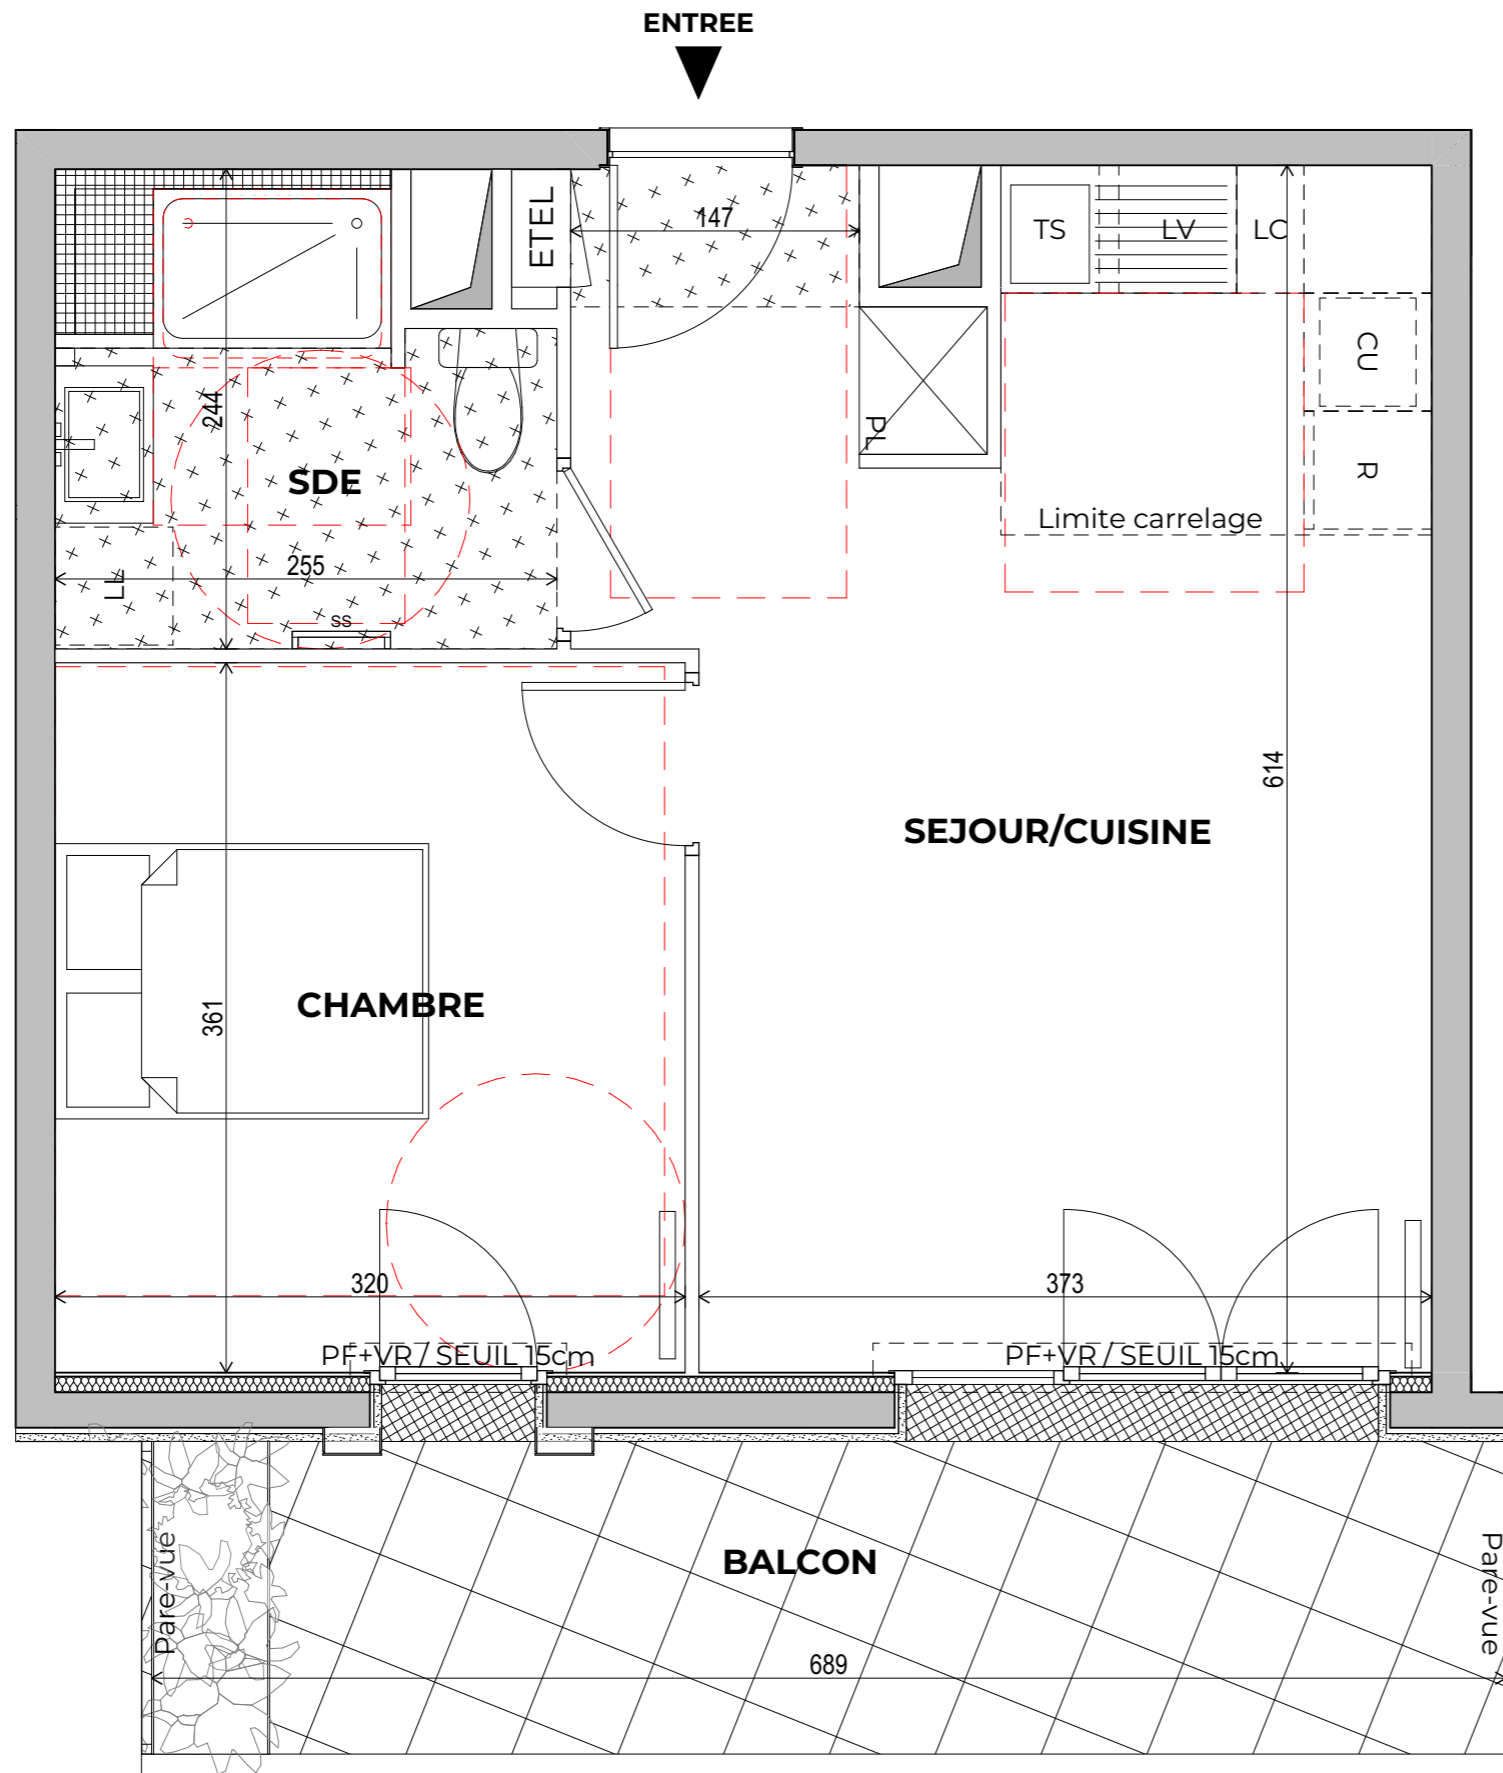 ENTREE
ETEL
147
TS
LV
LC
CU
PL
R
244
SDE
Limite carrelage
255
LL
SS
614
SEJOUR/CUISINE
CHAMBRE
361
320
373
PF+VR / SEUIL 15cm
PF+VR / SEUIL 15cm
Pare-vue
BALCON
Pare-vue
689